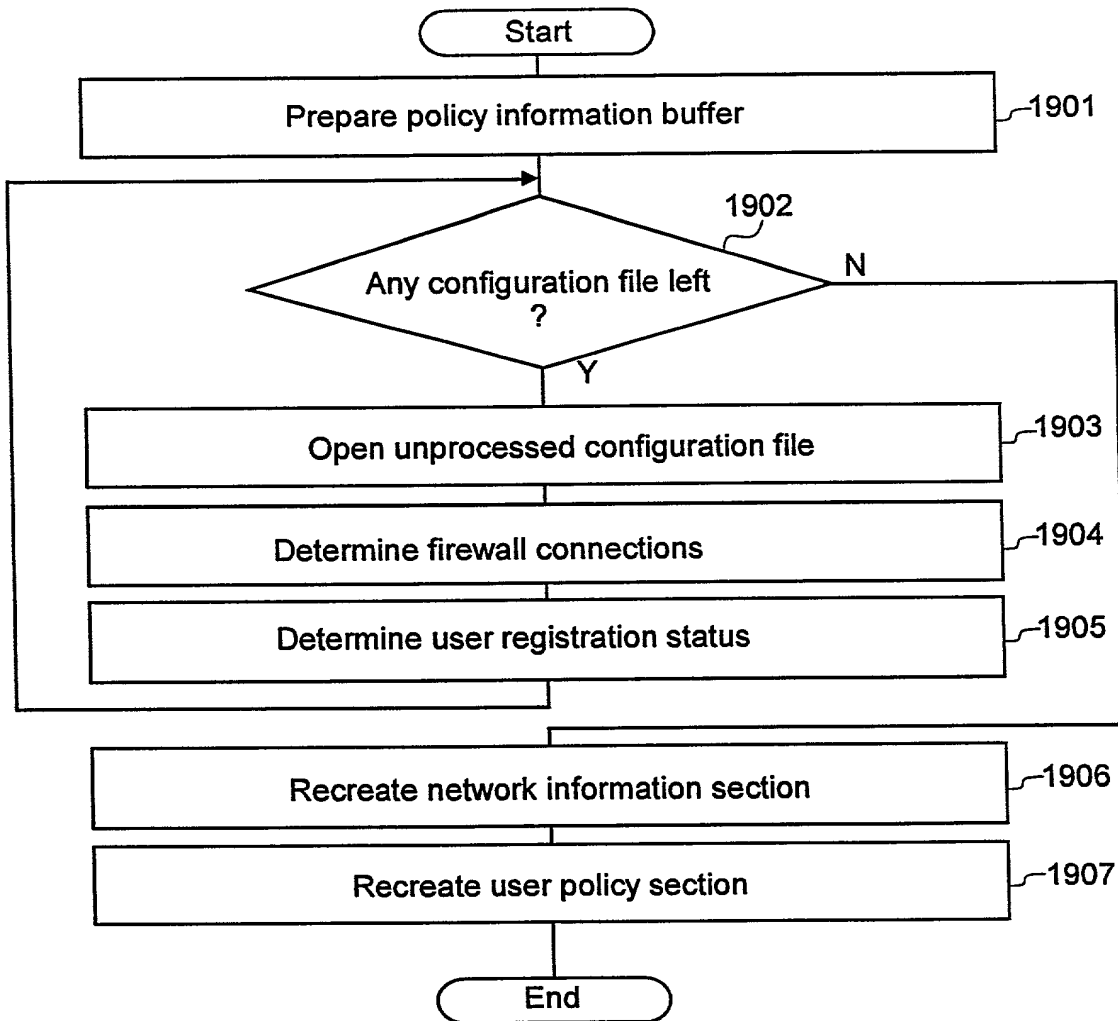 Start
Prepare policy information buffer
1901
1902
Any configuration file left
?
N
Y
Open unprocessed configuration file
1903
Determine firewall connections
1904
Determine user registration status
1905
Recreate network information section
1906
Recreate user policy section
1907
End